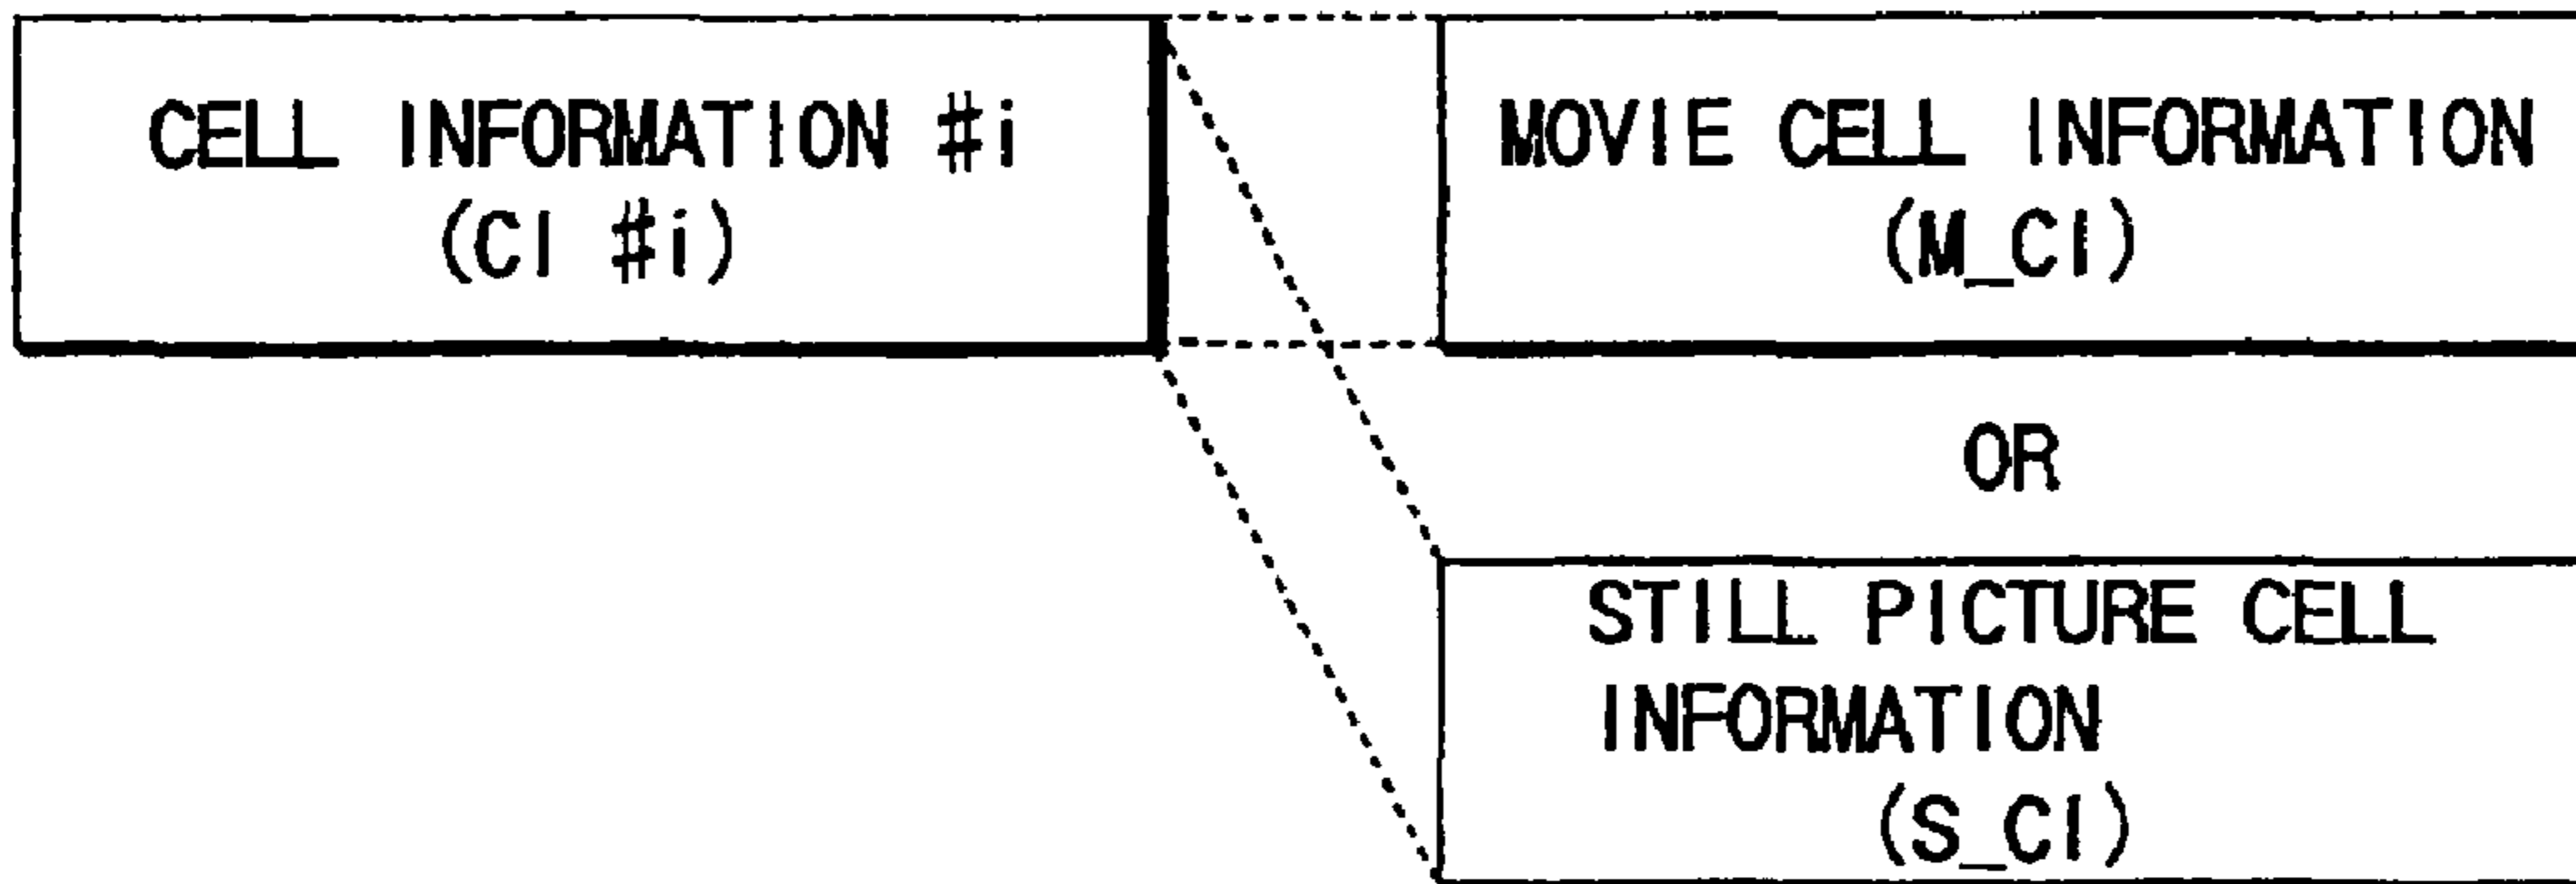 CELL INFORMATION #i
(CI #i)
MOVIE CELL INFORMATION
(M_CI)
OR
STILL PICTURE CELL
INFORMATION
(S_CI)